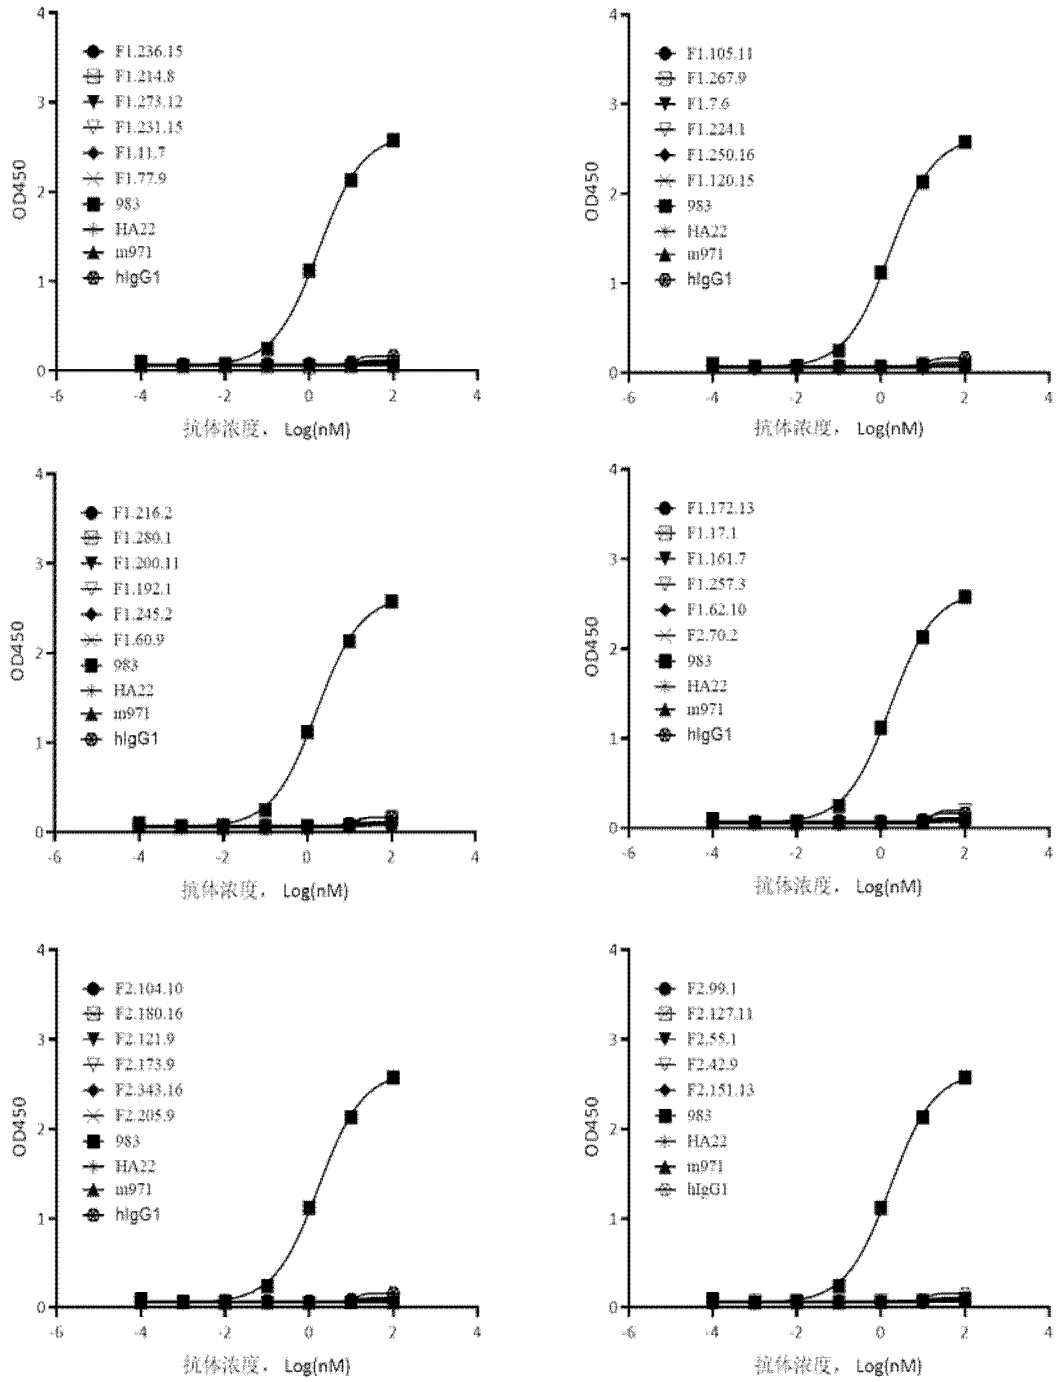 4
3
2
1
0
OD450
F1.236.15
F1.214.8
F1.273.12
F1.231.15
F1.11.7
F1.77.9
983
HA22
m971
hIgG1
-6 -4 -2 0 2 4
抗体浓度， Log(nM)
4
3
2
1
0
OD450
F1.105.11
F1.267.9
F1.7.6
F1.224.1
F1.250.16
F1.120.15
983
HA22
m971
hIgG1
-6 -4 -2 0 2 4
抗体浓度， Log(nM)
4
3
2
1
0
OD450
F1.216.2
F1.280.1
F1.200.11
F1.192.1
F1.245.2
F1.60.9
983
HA22
m971
hIgG1
-6 -4 -2 0 2 4
抗体浓度， Log(nM)
4
3
2
1
0
OD450
F1.172.13
F1.17.1
F1.161.7
F1.257.3
F1.62.10
F2.70.2
983
HA22
m971
hIgG1
-6 -4 -2 0 2 4
抗体浓度， Log(nM)
4
3
2
1
0
OD450
F2.104.10
F2.180.16
F2.121.9
F2.173.9
F2.343.16
F2.205.9
983
HA22
m971
hIgG1
-6 -4 -2 0 2 4
抗体浓度， Log(nM)
4
3
2
1
0
OD450
F2.99.1
F2.127.11
F2.55.1
F2.42.9
F2.151.13
983
HA22
m971
hIgG1
-6 -4 -2 0 2 4
抗体浓度， Log(nM)